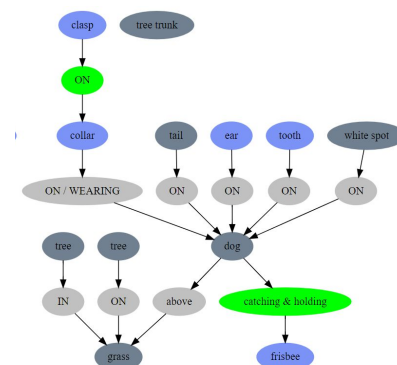 clasp
tree trunk
ON
collar
tail
ear
tooth
white spot
ON / WEARING
ON
ON
ON
ON
tree
tree
dog
IN
ON
above
catching & holding
grass
frisbee